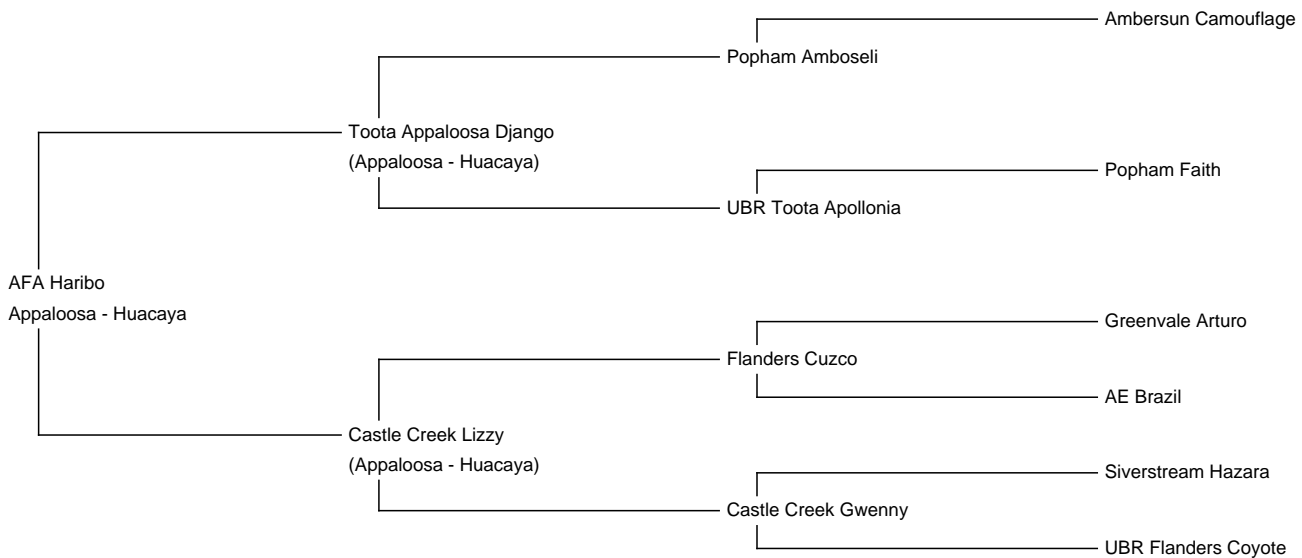 Ambersun Camouflage
Popham Amboseli
Toota Appaloosa Django
(Appaloosa - Huacaya)
Popham Faith
UBR Toota Apollonia
AFA Haribo
Appaloosa - Huacaya
Greenvale Arturo
Flanders Cuzco
AE Brazil
Castle Creek Lizzy
(Appaloosa - Huacaya)
Siverstream Hazara
Castle Creek Gwenny
UBR Flanders Coyote